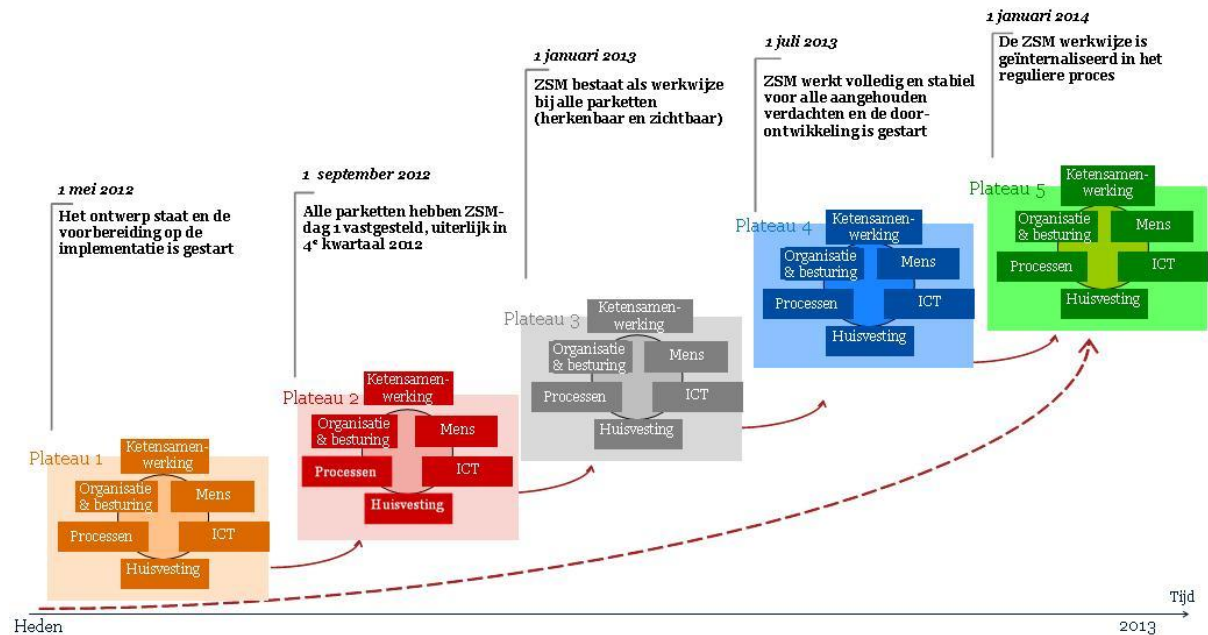 1 mei 2012
Het ontwerp staat en de
voorbereiding op de
implementatie is gestart
Plateau 1
Ketensamen-
werking
Organisatie
& besturing
Mens
Processen
ICT
Huisvesting
1 september 2012
Alle parketten hebben ZSM-
dag 1 vastgesteld, uiterlijk in
4e kwartaal 2012
Plateau 2
Ketensamen-
werking
Organisatie
& besturing
Mens
Processen
ICT
Huisvesting
1 januari 2013
ZSM bestaat als werkwijze
bij alle parketten
(herkenbaar en zichtbaar)
Plateau 3
Ketensamen-
werking
Organisatie
& besturing
Mens
Processen
ICT
Huisvesting
1 juli 2013
ZSM werkt volledig en stabiel
voor alle aangehouden
verdachten en de door-
ontwikkeling is gestart
Plateau 4
Ketensamen-
werking
Organisatie
& besturing
Mens
Processen
ICT
Huisvesting
1 januari 2014
De ZSM werkwijze is
geïnternaliseerd in het
reguliere proces
Plateau 5
Ketensamen-
werking
Organisatie
& besturing
Mens
Processen
ICT
Huisvesting
Tijd
Heden
2013